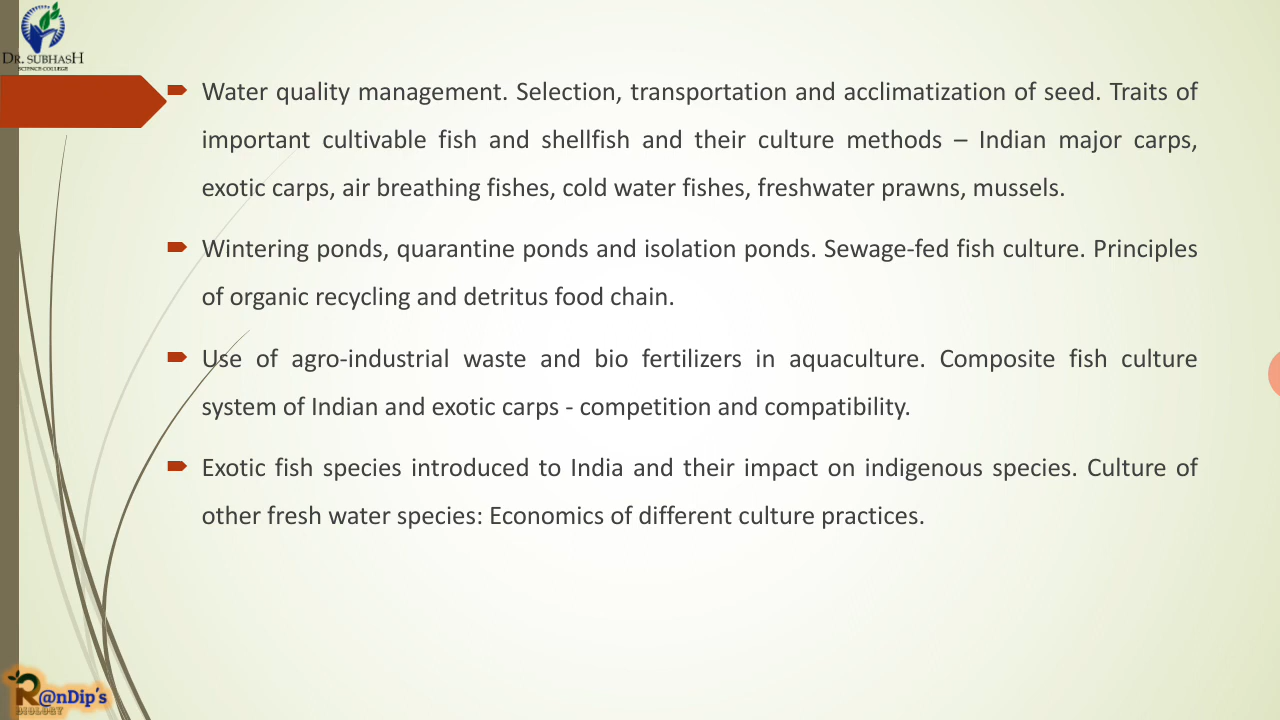 DR. SUBHASH
SCIENCE COLLEGE
Water quality management. Selection, transportation and acclimatization of seed. Traits of
important cultivable fish and shellfish and their culture methods – Indian major carps,
exotic carps, air breathing fishes, cold water fishes, freshwater prawns, mussels.
Wintering ponds, quarantine ponds and isolation ponds. Sewage-fed fish culture. Principles
of organic recycling and detritus food chain.
Use of agro-industrial waste and bio fertilizers in aquaculture. Composite fish culture
system of Indian and exotic carps - competition and compatibility.
Exotic fish species introduced to India and their impact on indigenous species. Culture of
other fresh water species: Economics of different culture practices.
R@nDip's
BIOLOGY